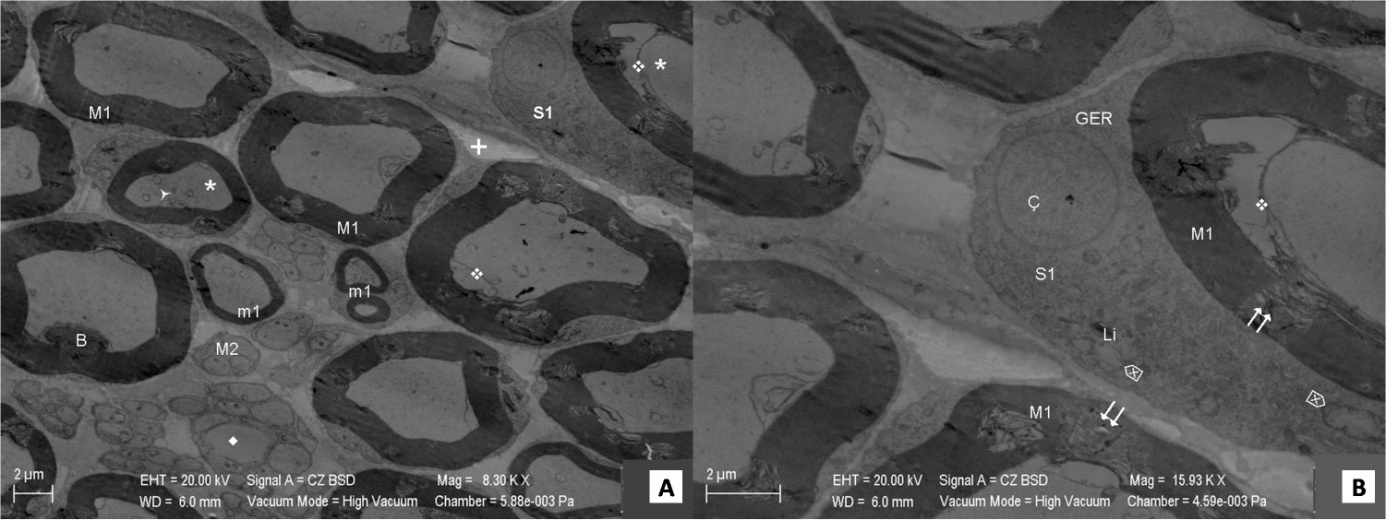 M1
S1
M1
m1
m1
B
M2
2 µm
EHT = 20.00 kV Signal A = CZ BSD Mag = 8.30 K X
WD = 6.0 mm Vacuum Mode = High Vacuum Chamber = 5.88e-003 Pa
A
GER
Ç
M1
S1
Li
M1
2 µm
EHT = 20.00 kV Signal A = CZ BSD Mag = 15.93 K X
WD = 6.0 mm Vacuum Mode = High Vacuum Chamber = 4.59e-003 Pa
B